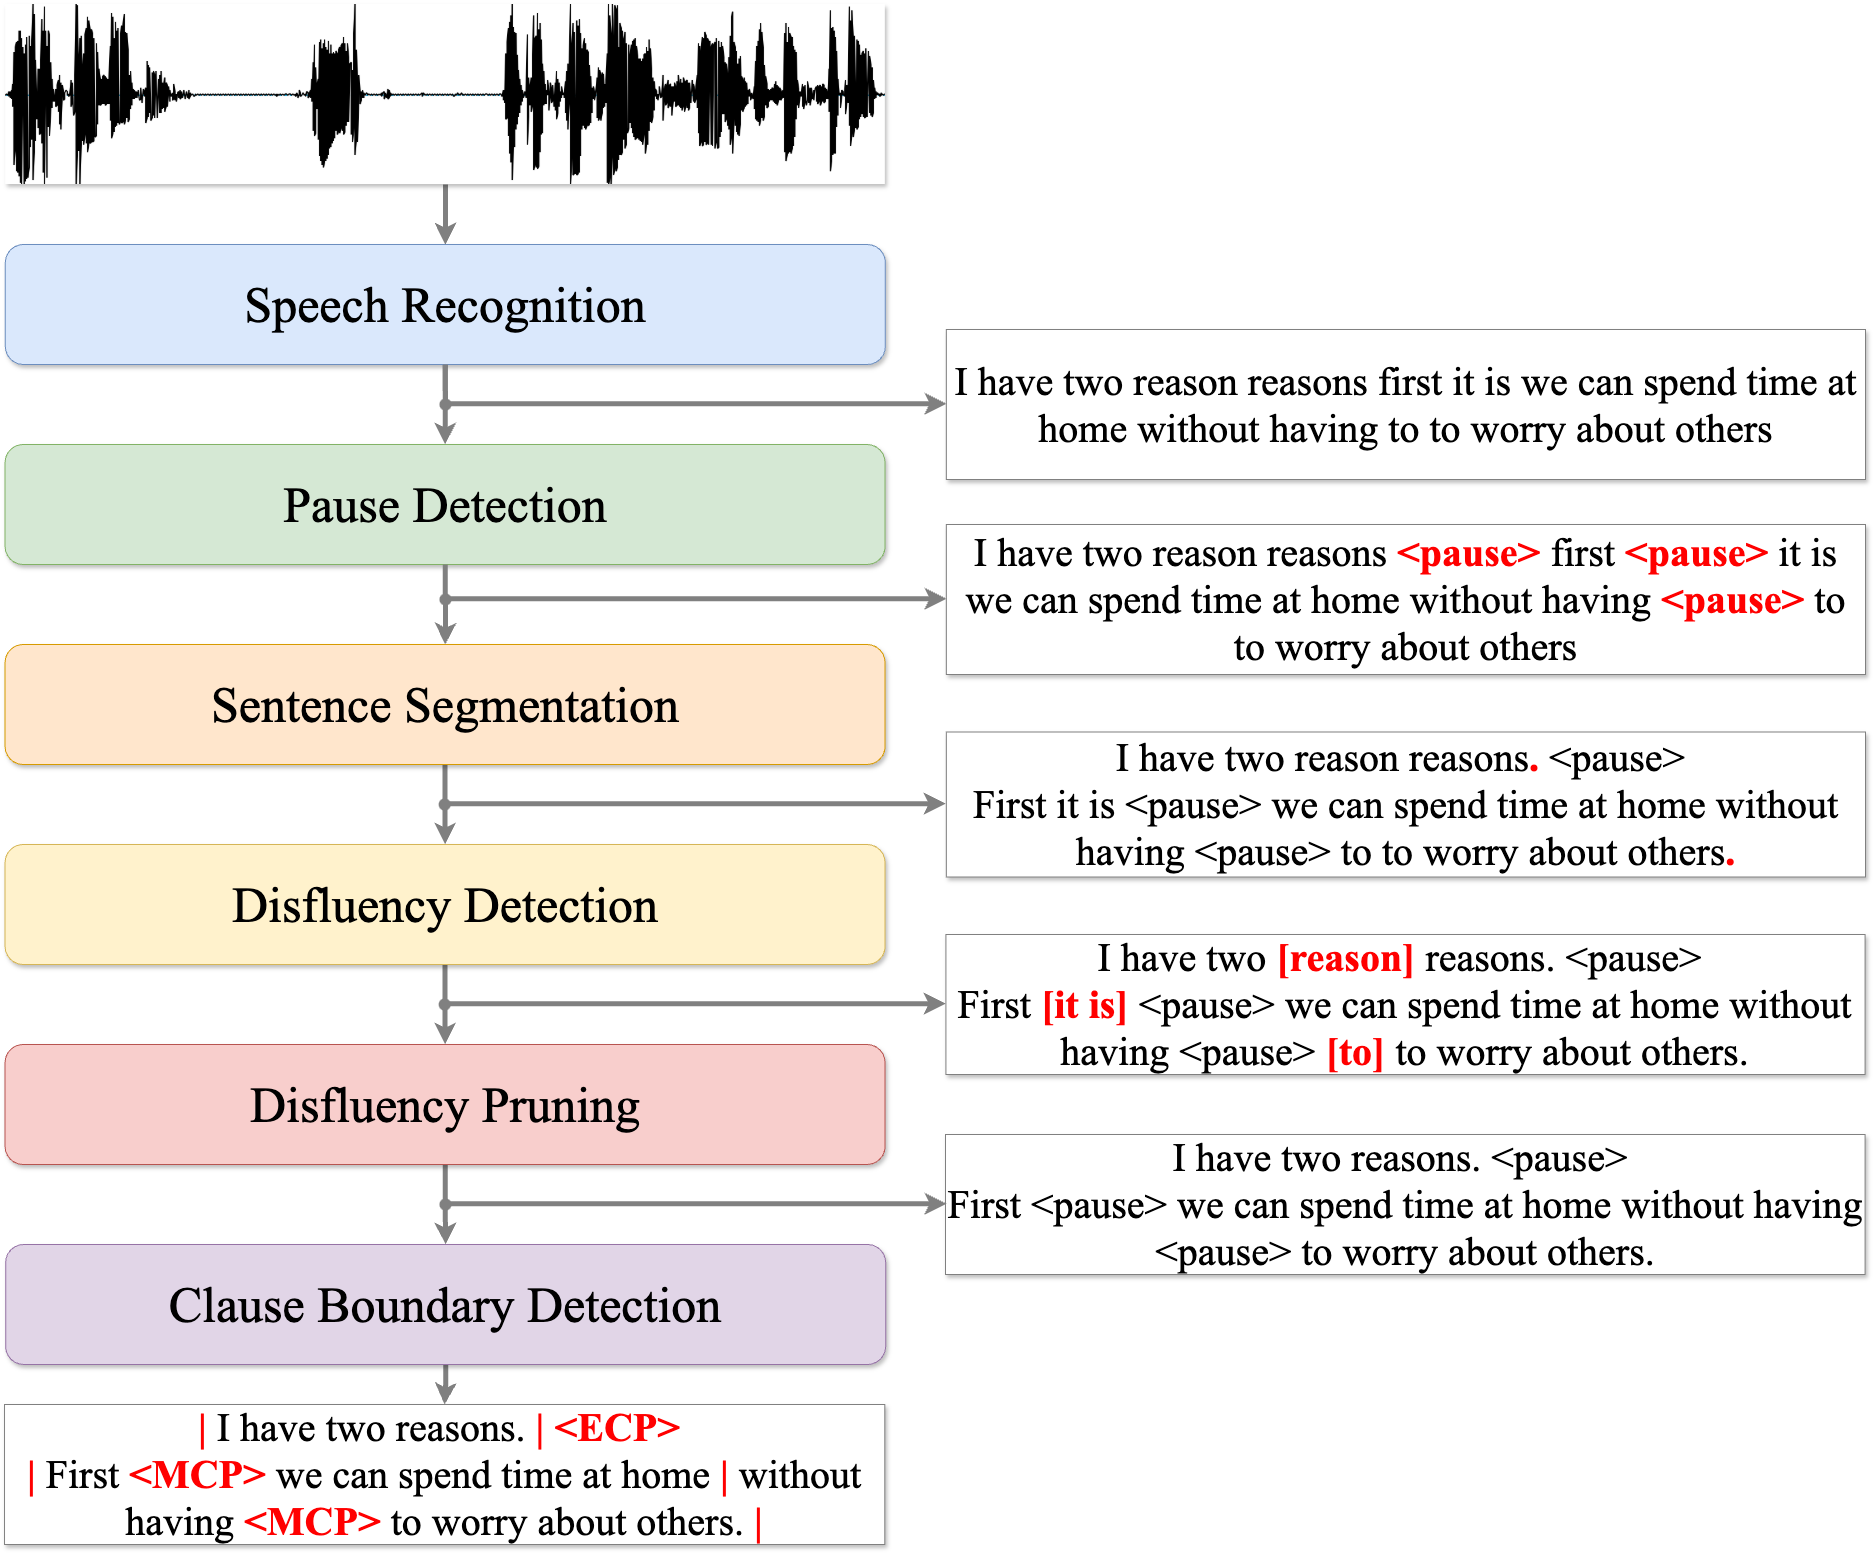 Speech Recognition
I have two reason reasons first it is we can spend time at
home without having to to worry about others
Pause Detection
I have two reason reasons <pause> first <pause> it is
we can spend time at home without having <pause> to
to worry about others
Sentence Segmentation
I have two reason reasons. <pause>
First it is <pause> we can spend time at home without
having <pause> to to worry about others.
Disfluency Detection
I have two [reason] reasons. <pause>
First [it is] <pause> we can spend time at home without
having <pause> [to] to worry about others.
Disfluency Pruning
I have two reasons. <pause>
First <pause> we can spend time at home without having
<pause> to worry about others.
Clause Boundary Detection
| I have two reasons. | <ECP>
| First <MCP> we can spend time at home | without
having <MCP> to worry about others. |